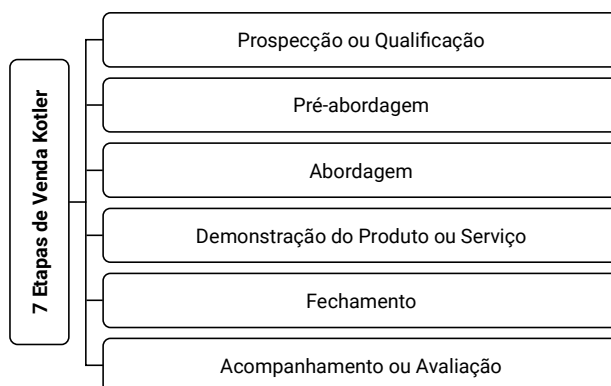 7 Etapas de Venda Kotler
Prospecção ou Qualificação
Pré-abordagem
Abordagem
Demonstração do Produto ou Serviço
Fechamento
Acompanhamento ou Avaliação